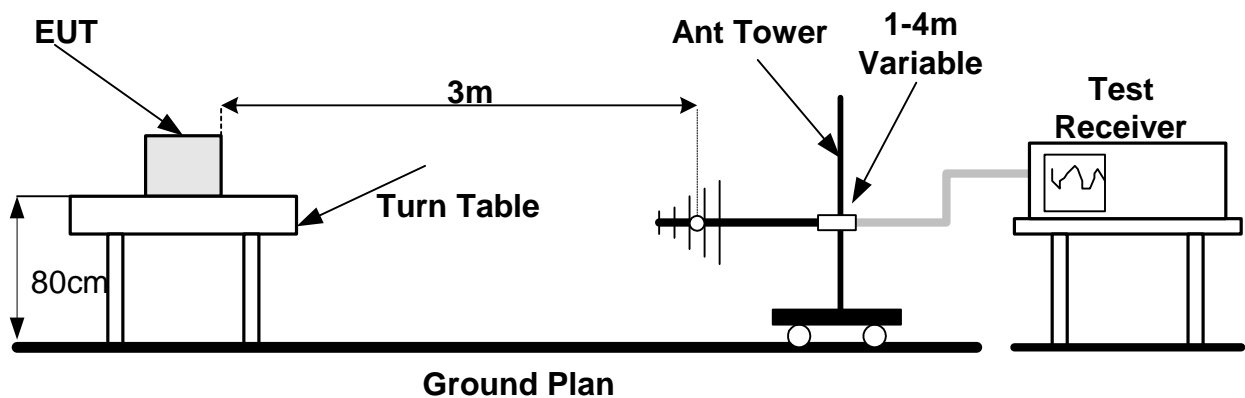 EUT
Ant Tower
1-4m
Variable
3m
Test
Receiver
Turn Table
80cm
Ground Plan